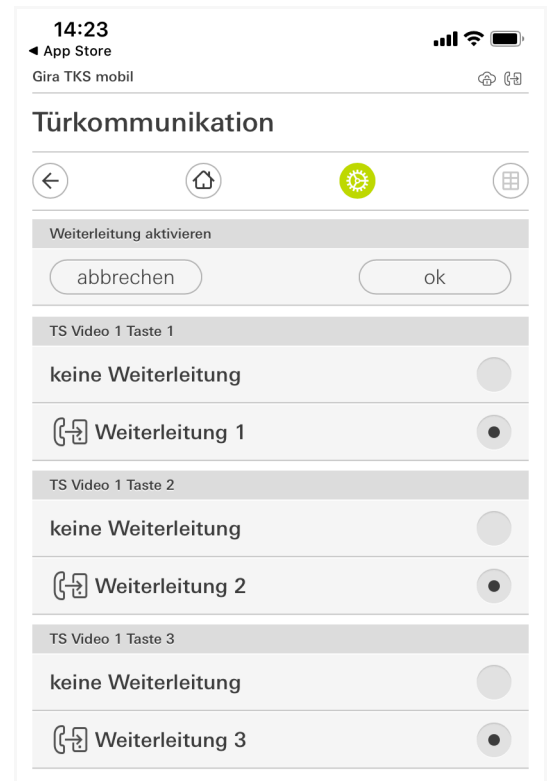 14:23
◀ App Store
Gira TKS mobil
Türkommunikation
Weiterleitung aktivieren
abbrechen
ok
TS Video 1 Taste 1
keine Weiterleitung
Weiterleitung 1
TS Video 1 Taste 2
keine Weiterleitung
Weiterleitung 2
TS Video 1 Taste 3
keine Weiterleitung
Weiterleitung 3